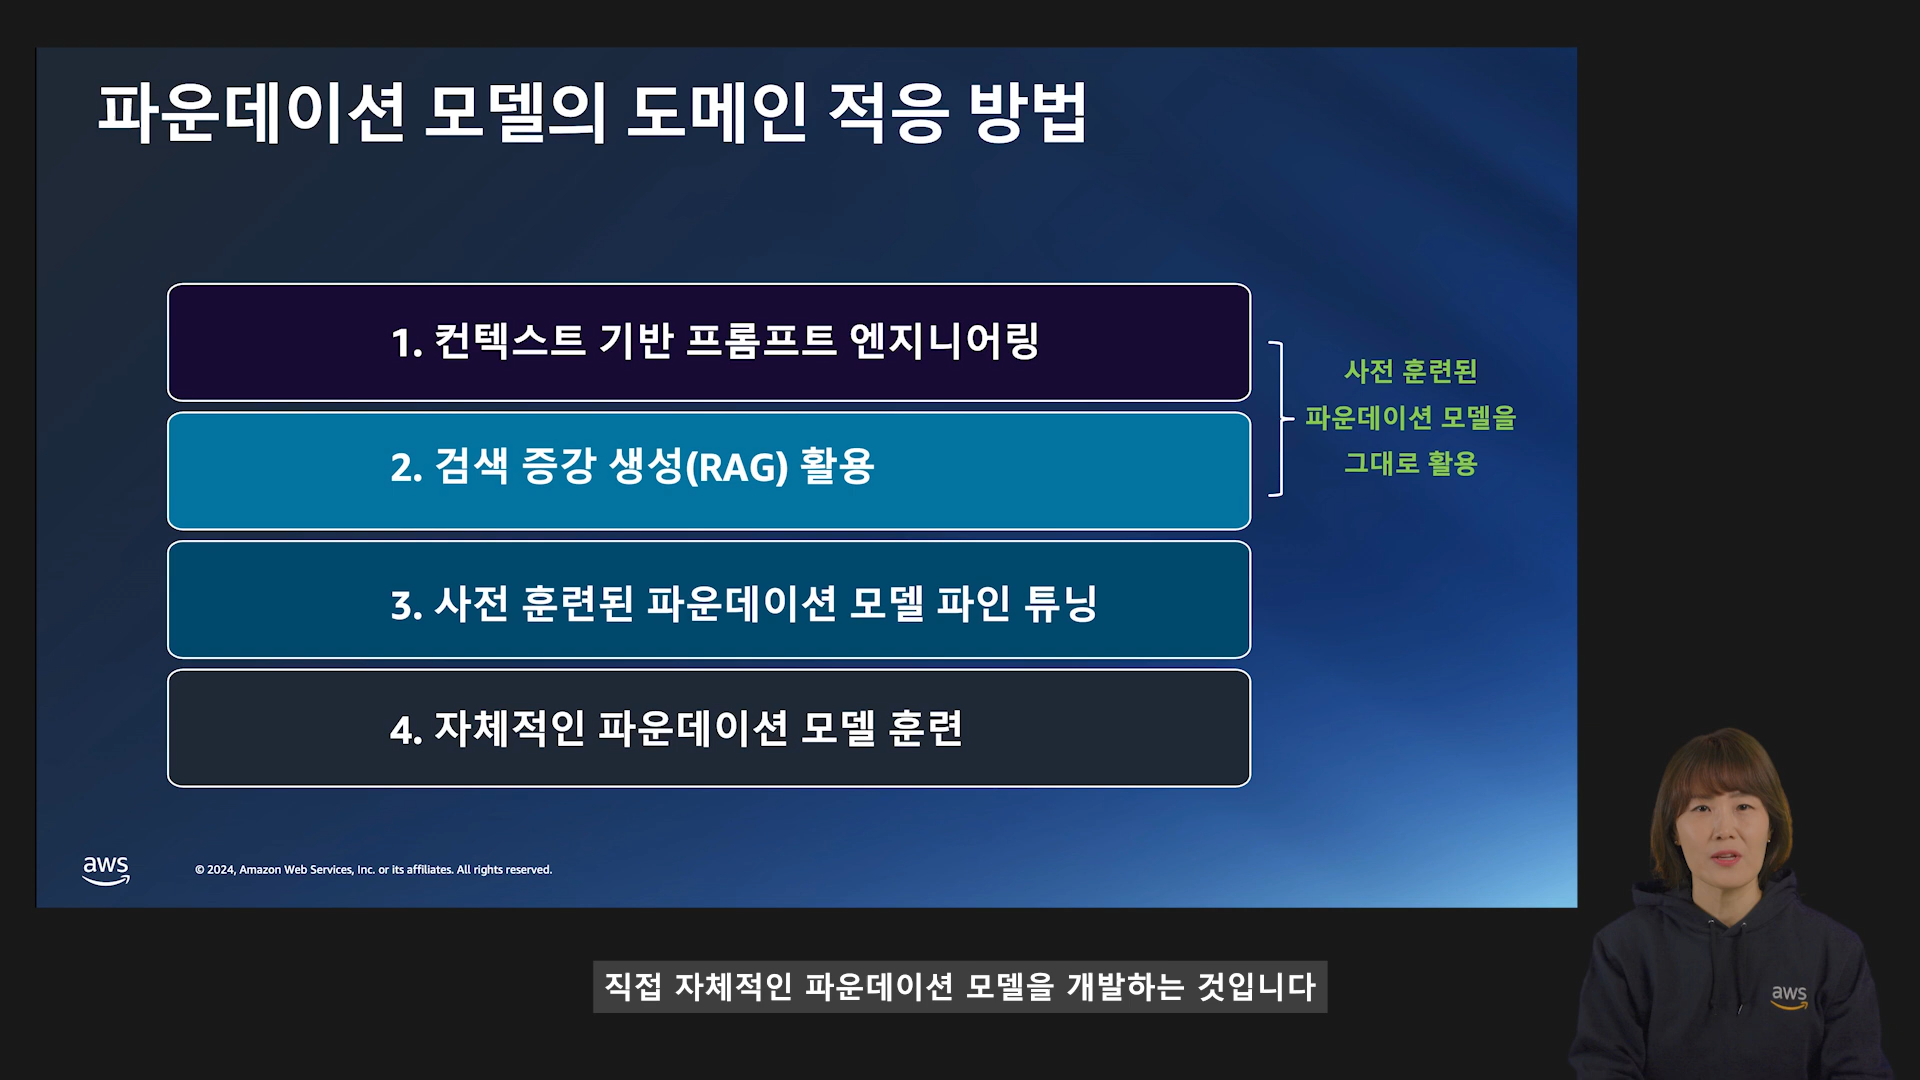 파운데이션 모델의 도메인 적응 방법
1. 컨텍스트 기반 프롬프트 엔지니어링
2. 검색 증강 생성(RAG) 활용
3. 사전 훈련된 파운데이션 모델 파인 튜닝
4. 자체적인 파운데이션 모델 훈련
사전 훈련된
파운데이션 모델을
그대로 활용
aws
© 2024, Amazon Web Services, Inc. or its affiliates. All rights reserved.
aws
직접 자체적인 파운데이션 모델을 개발하는 것입니다